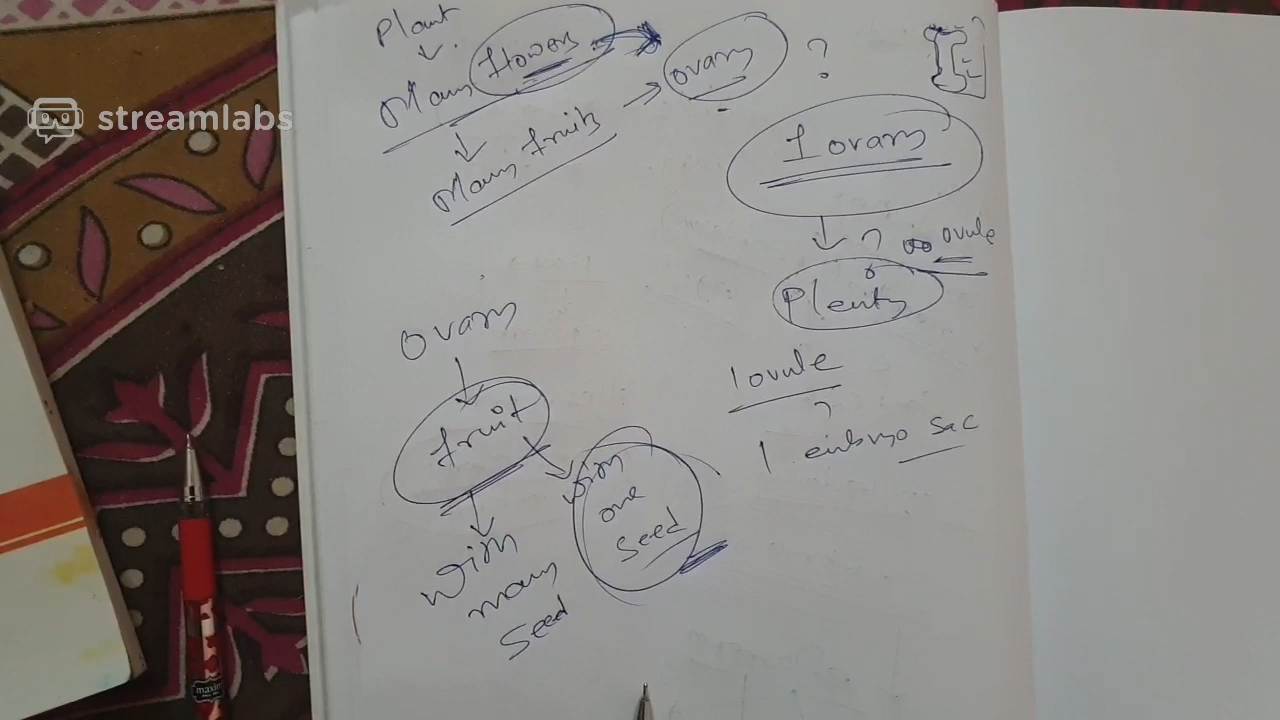 Plant
Many flowers
ovary ?
Many fruits
streamlabs
1 ovary
ovule
Plenty
ovary
fruit
1 ovule
1 embryo sac
with one seed
with many seed